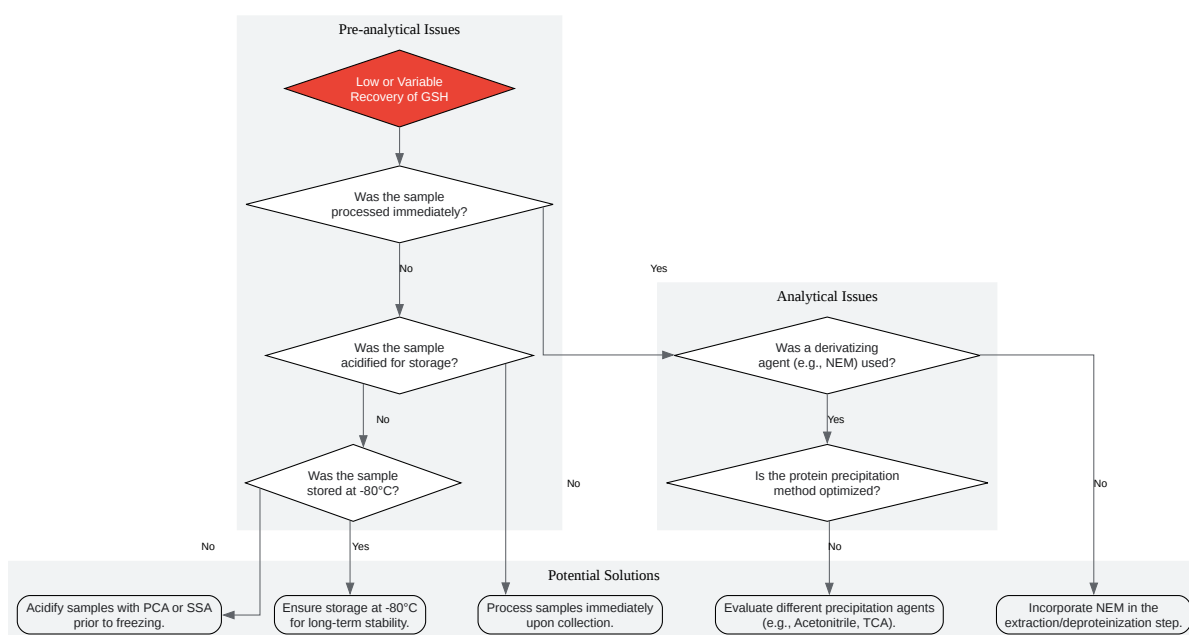 Pre-analytical Issues
Low or Variable
Recovery of GSH
Was the sample
processed immediately?
No
Yes
Analytical Issues
Was the sample
acidified for storage?
Was a derivatizing
agent (e.g., NEM) used?
No
Yes
Was the sample
stored at -80°C?
No
Is the protein precipitation
method optimized?
No
No
Yes
No
Potential Solutions
Acidify samples with PCA or SSA
prior to freezing.
Ensure storage at -80°C
for long-term stability.
Process samples immediately
upon collection.
Evaluate different precipitation agents
(e.g., Acetonitrile, TCA).
Incorporate NEM in the
extraction/deproteinization step.